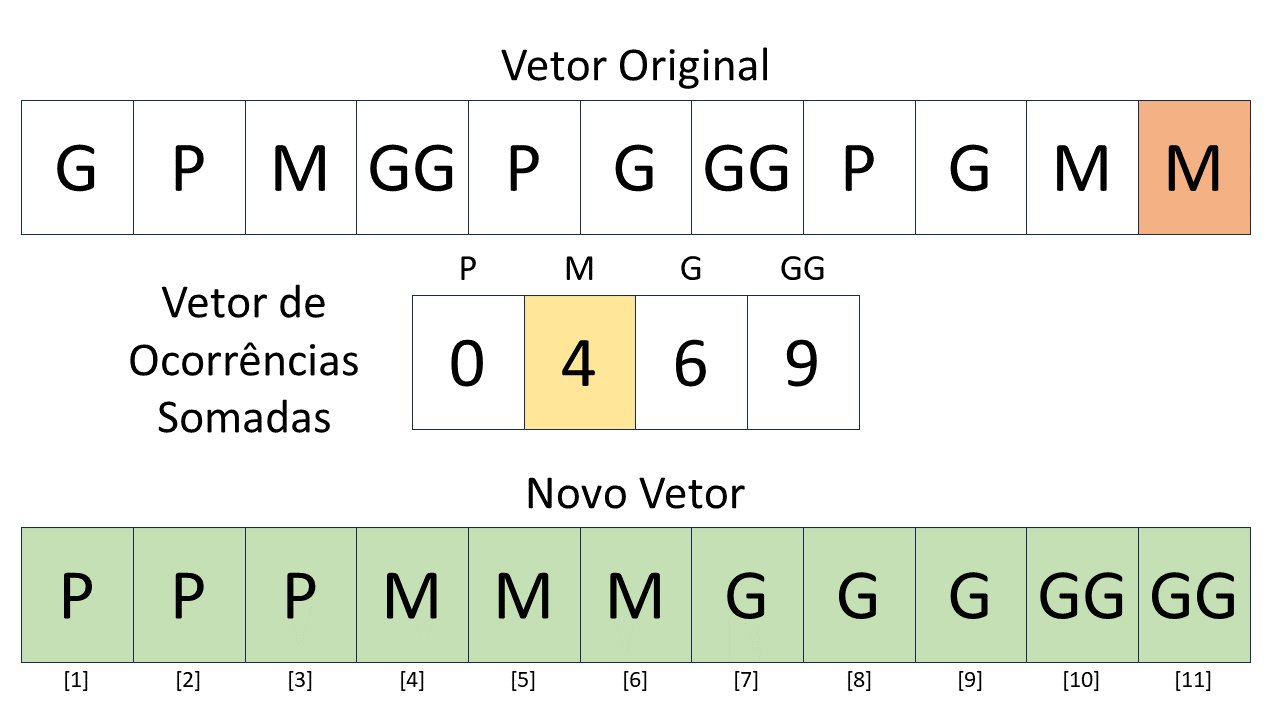 Vetor Original
G P M GG P G GG P G M M
P M G GG
Vetor de
Ocorrências
Somadas
0 4 6 9
Novo Vetor
P P P M M M G G G GG GG
[1] [2] [3] [4] [5] [6] [7] [8] [9] [10] [11]